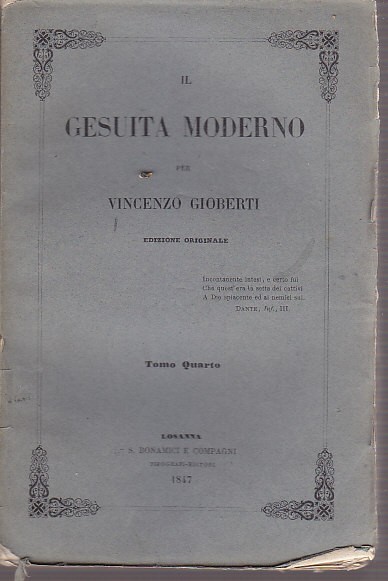 IL
GESUITA MODERNO
PER
VINCENZO GIOBERTI
EDIZIONE ORIGINALE
Incontanente intesi, e certo fui
Che quest'era la setta dei cattivi
A Dio spiacente ed ai nemici sui.
DANTE, Inf., III.
Tomo Quarto
LOSANNA
S. BONAMICI E COMPAGNI
TIPOGRAFI-EDITORI
1847